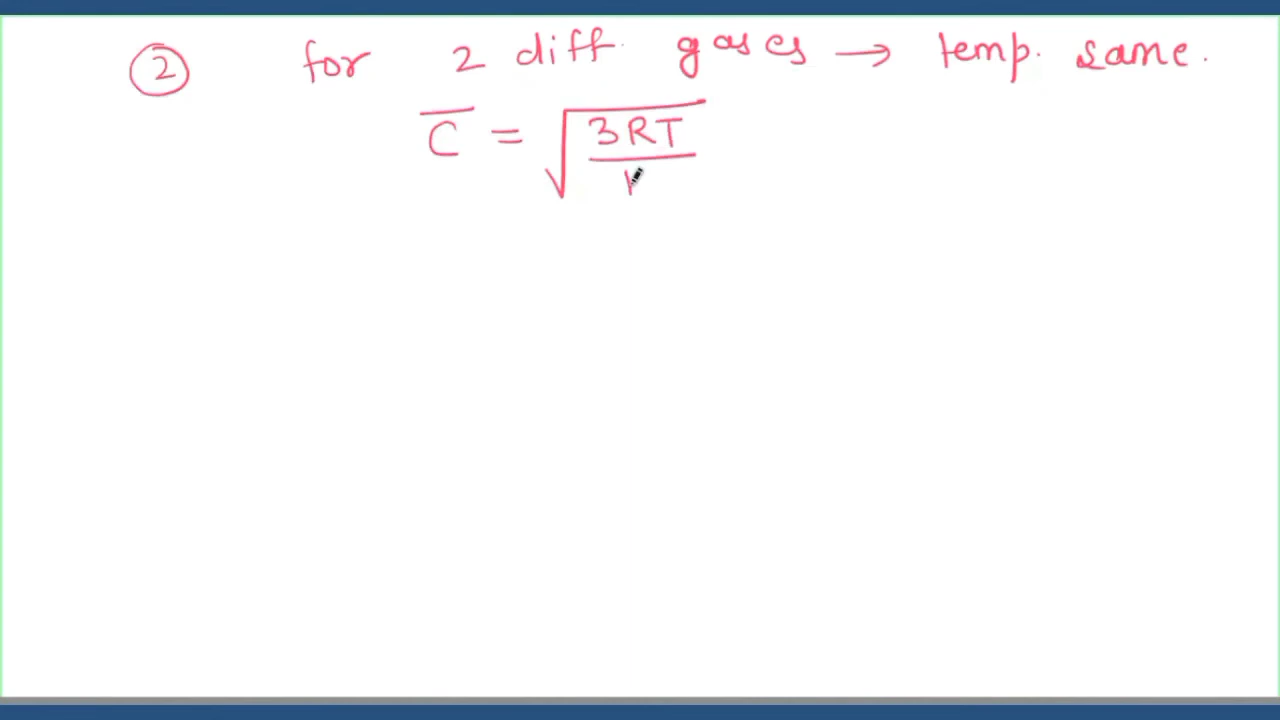 ② for 2 diff. gases → temp. same.
C̅ = √(3RT/